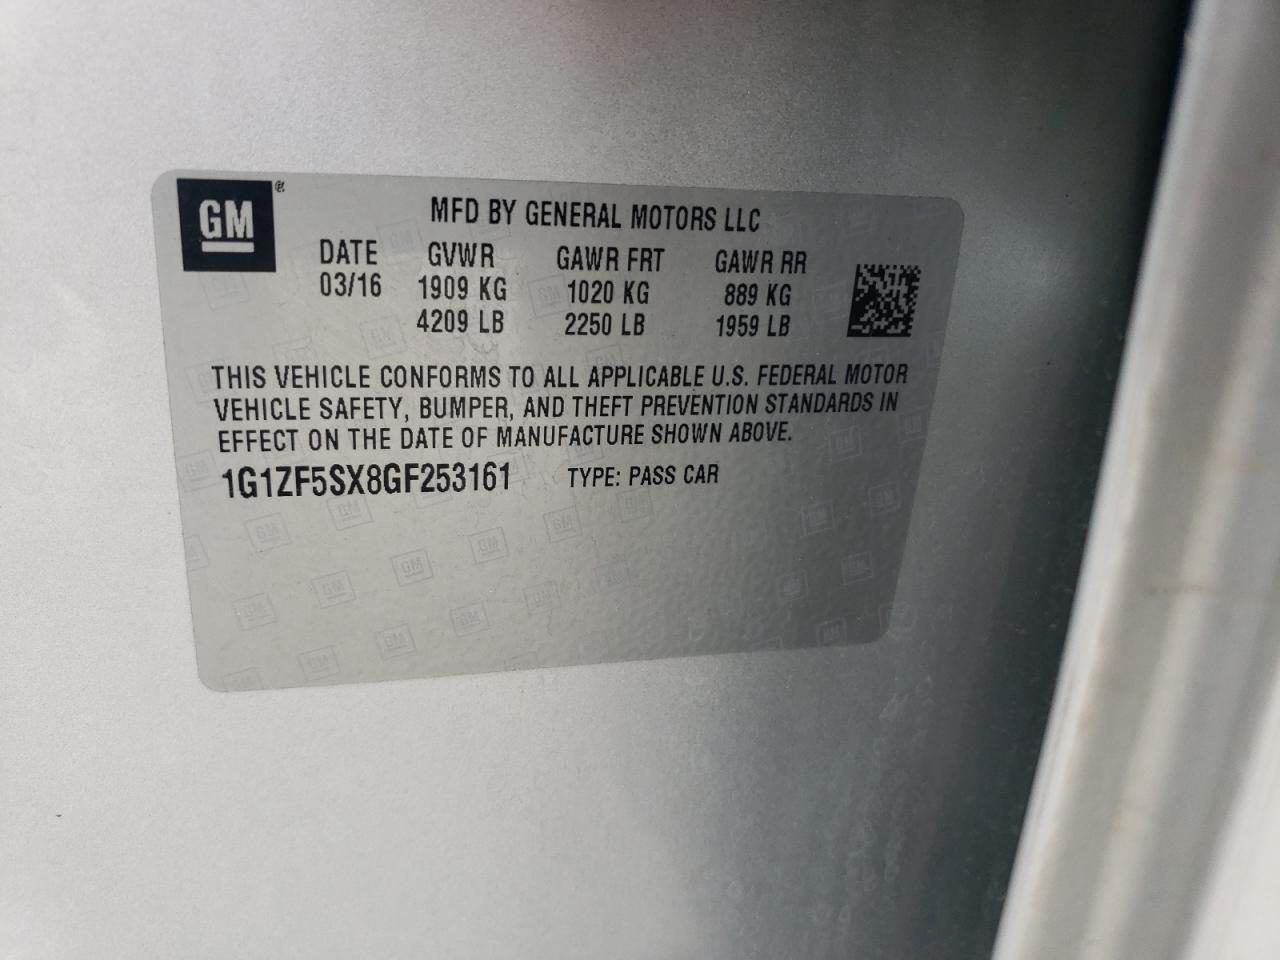 GM ®
MFD BY GENERAL MOTORS LLC
DATE GVWR GAWR FRT GAWR RR
03/16 1909 KG 1020 KG 889 KG
4209 LB 2250 LB 1959 LB
THIS VEHICLE CONFORMS TO ALL APPLICABLE U.S. FEDERAL MOTOR
VEHICLE SAFETY, BUMPER, AND THEFT PREVENTION STANDARDS IN
EFFECT ON THE DATE OF MANUFACTURE SHOWN ABOVE.
1G1ZF5SX8GF253161 TYPE: PASS CAR